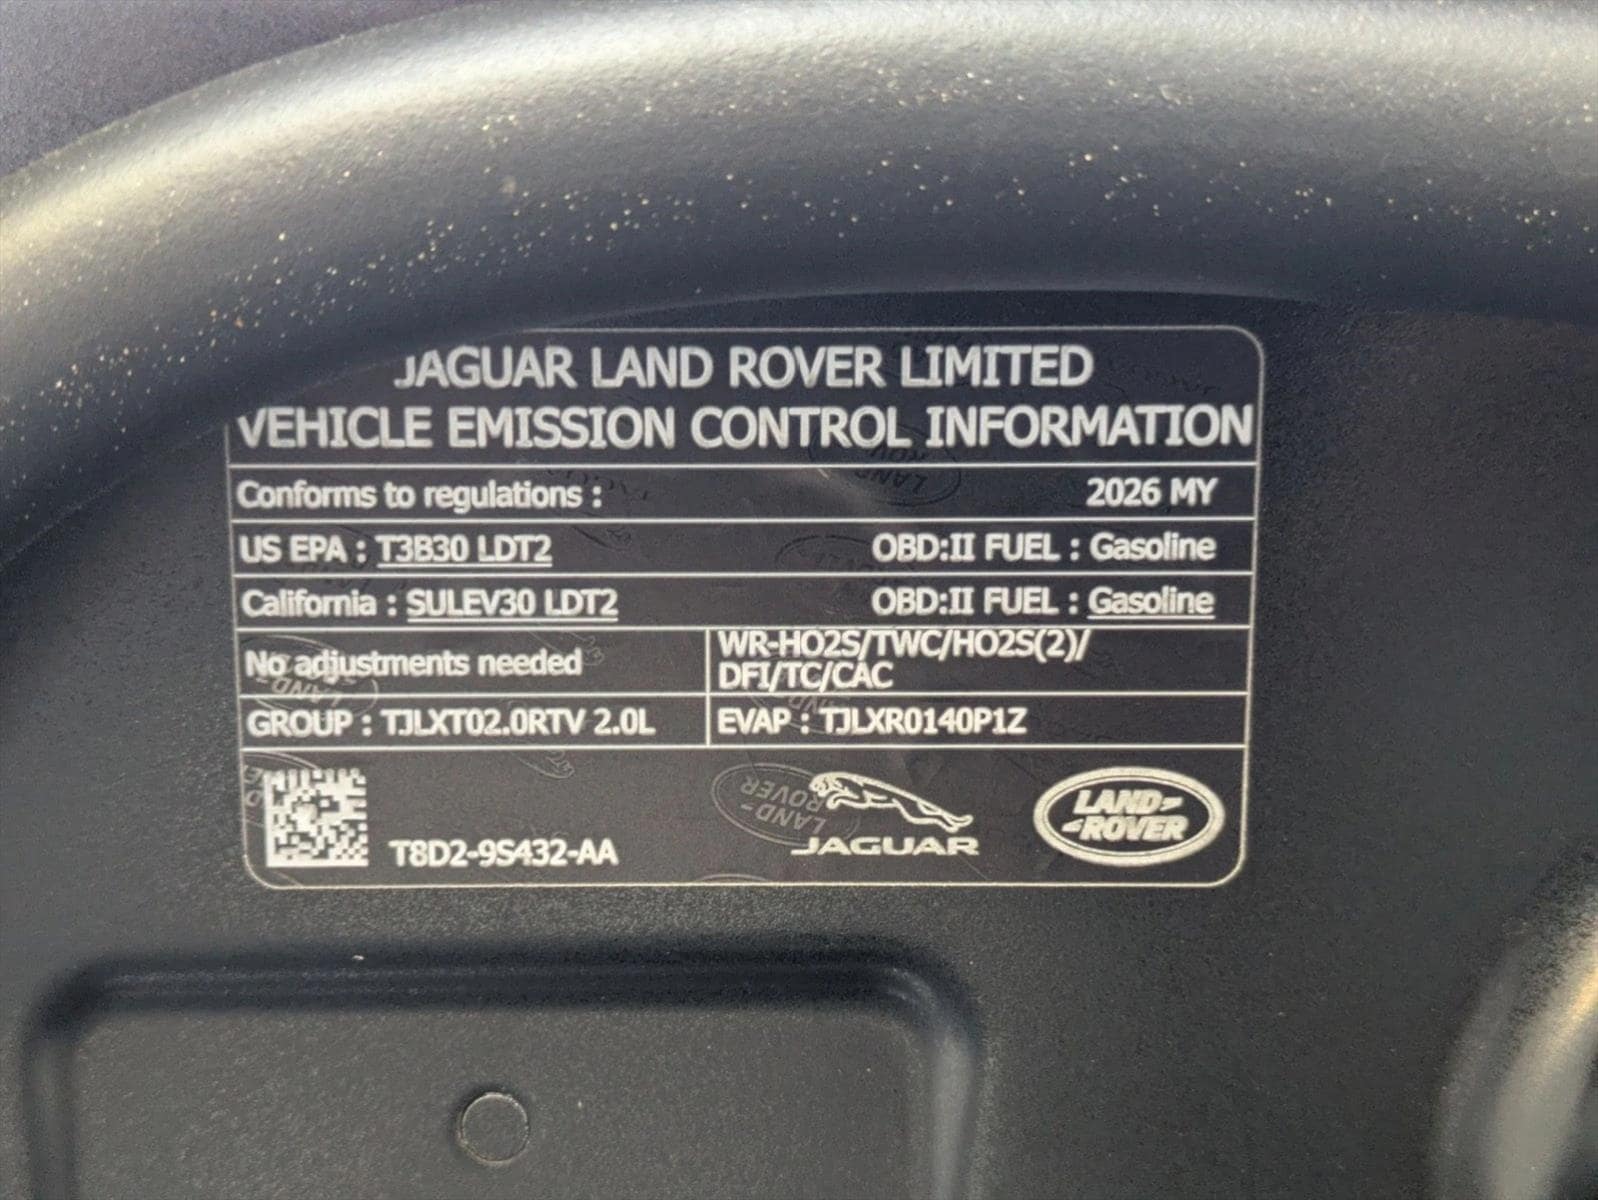 JAGUAR LAND ROVER LIMITED
VEHICLE EMISSION CONTROL INFORMATION
Conforms to regulations : 2026 MY
US EPA : T3B30 LDT2 OBD:II FUEL : Gasoline
California : SULEV30 LDT2 OBD:II FUEL : Gasoline
No adjustments needed
WR-HO2S/TWC/HO2S(2)/
DFI/TC/CAC
GROUP : TJLXT02.0RTV 2.0L
EVAP : TJLXR0140P1Z
T8D2-9S432-AA
LAND-
ROVER
JAGUAR
LAND-
-ROVER